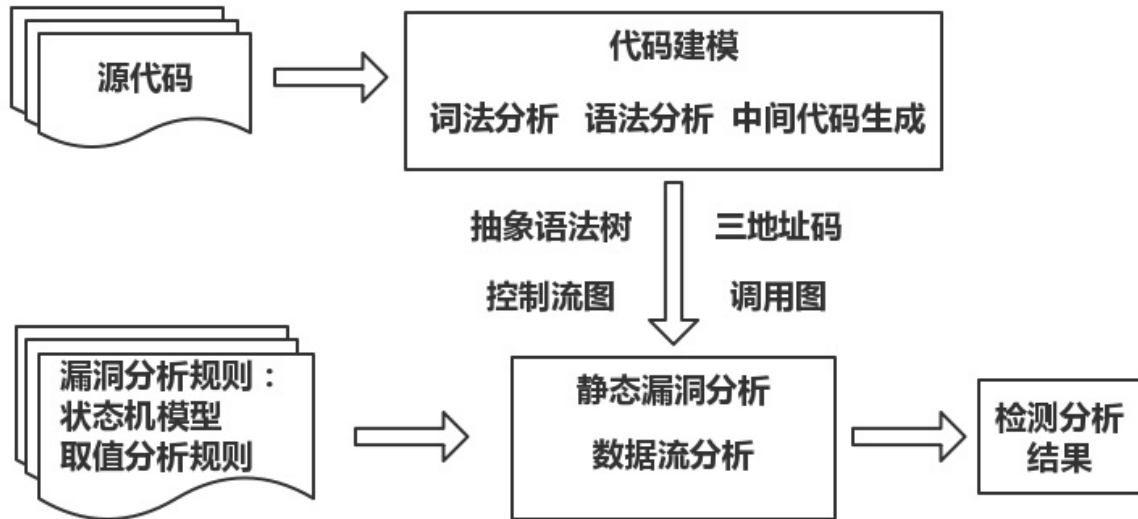 源代码
代码建模
词法分析 语法分析 中间代码生成
抽象语法树 三地址码
控制流图 调用图
漏洞分析规则：
状态机模型
取值分析规则
静态漏洞分析
数据流分析
检测分析
结果